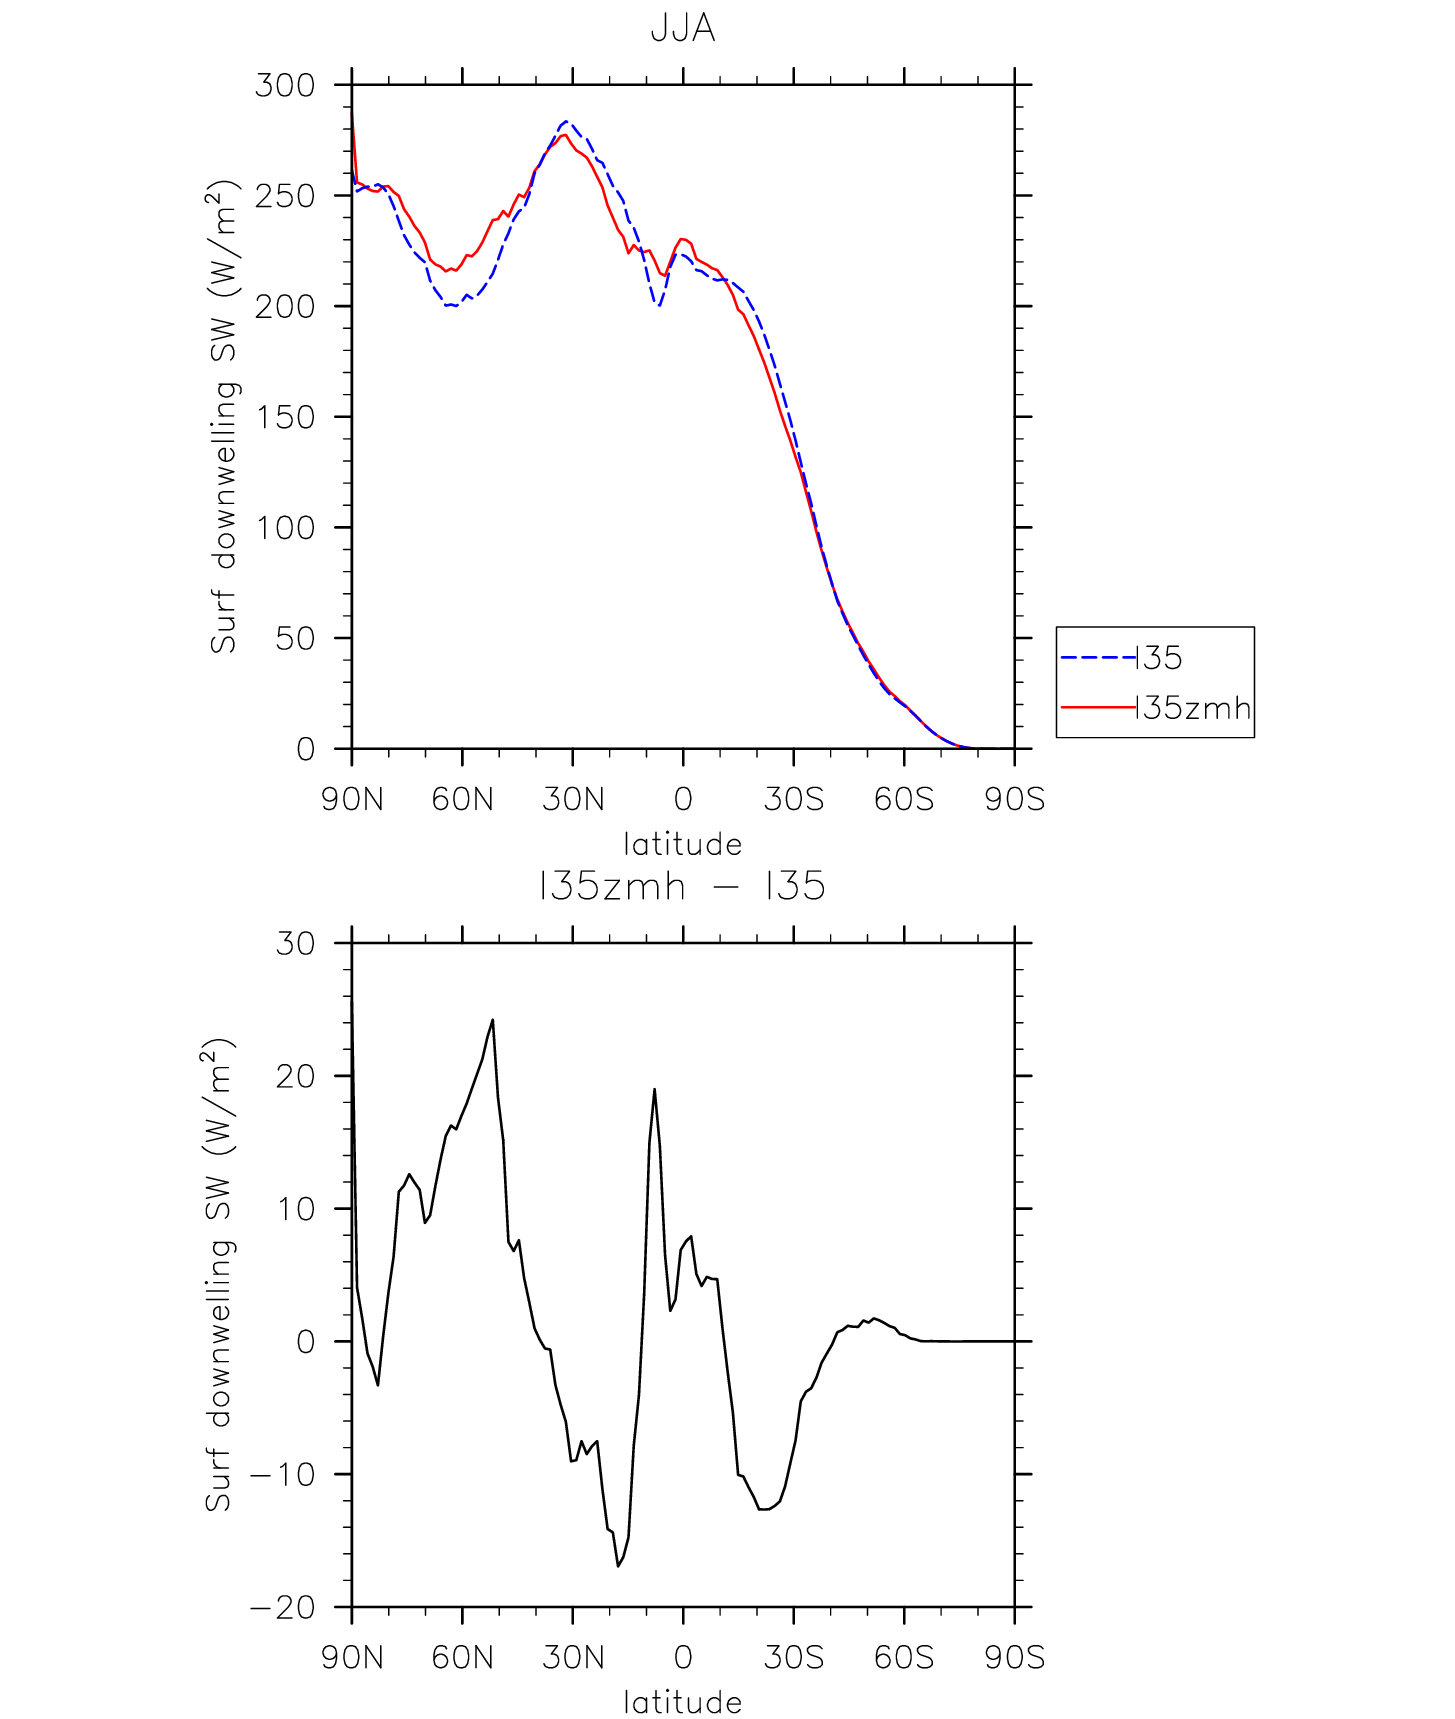 JJA
300
250
200
150
100
50
0
Surf downwelling SW (W/m²)
90N 60N 30N 0 30S 60S 90S
latitude
I35
I35zmh
I35zmh − I35
30
20
10
0
−10
−20
Surf downwelling SW (W/m²)
90N 60N 30N 0 30S 60S 90S
latitude